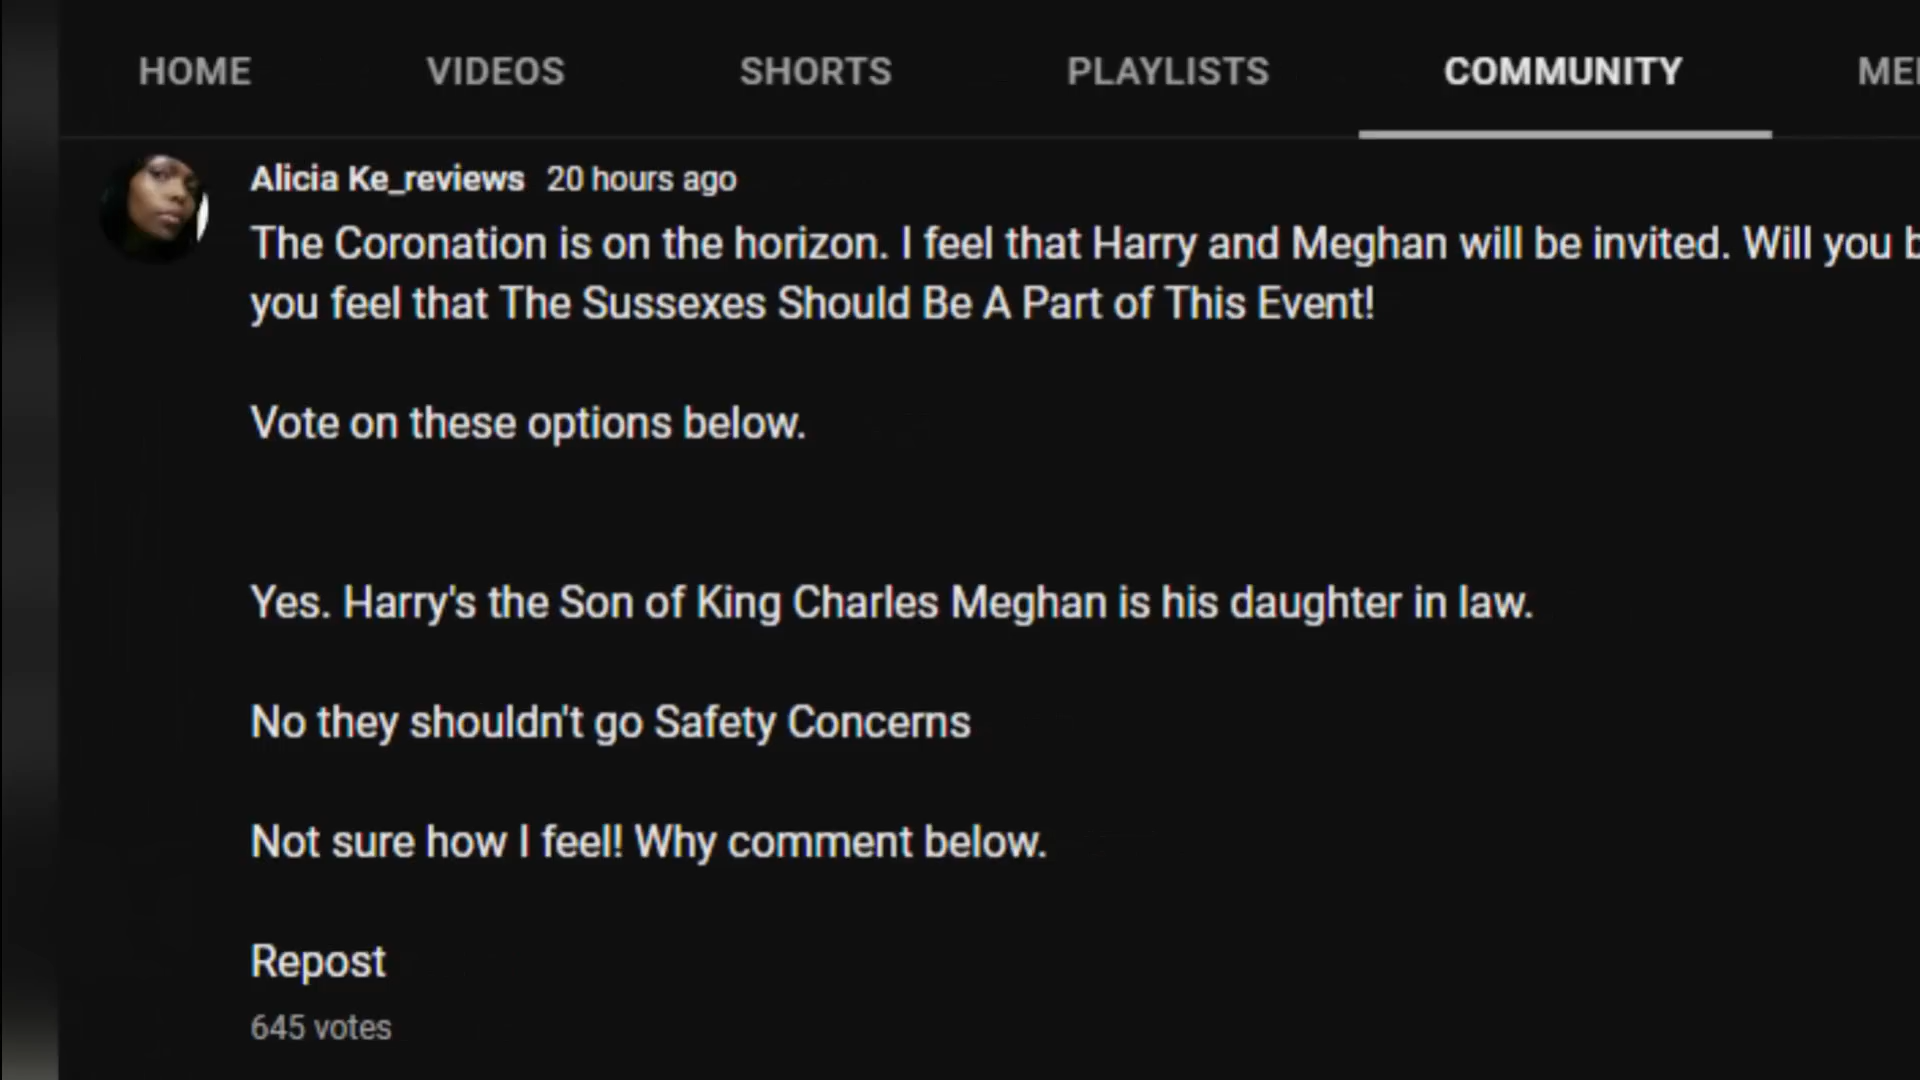 HOME VIDEOS SHORTS PLAYLISTS COMMUNITY
Alicia Ke_reviews 20 hours ago
The Coronation is on the horizon. I feel that Harry and Meghan will be invited. Will you
you feel that The Sussexes Should Be A Part of This Event!
Vote on these options below.
Yes. Harry's the Son of King Charles Meghan is his daughter in law.
No they shouldn't go Safety Concerns
Not sure how I feel! Why comment below.
Repost
645 votes